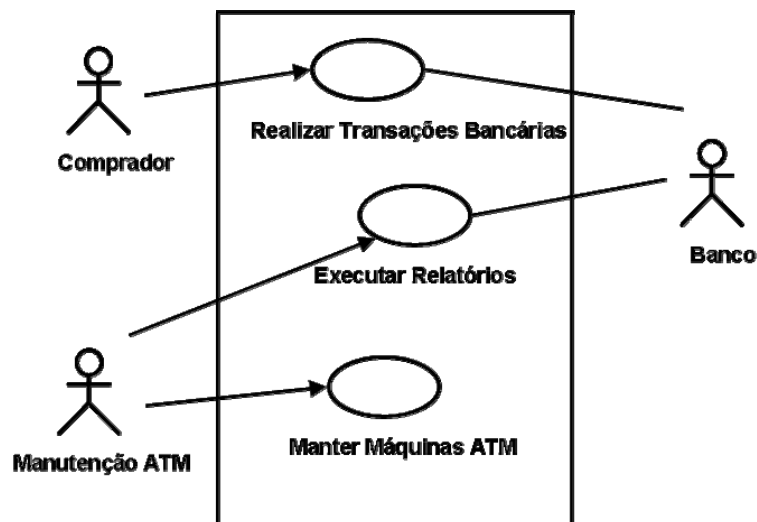 Realizar Transações Bancárias
Comprador
Banco
Executar Relatórios
Manter Máquinas ATM
Manutenção ATM